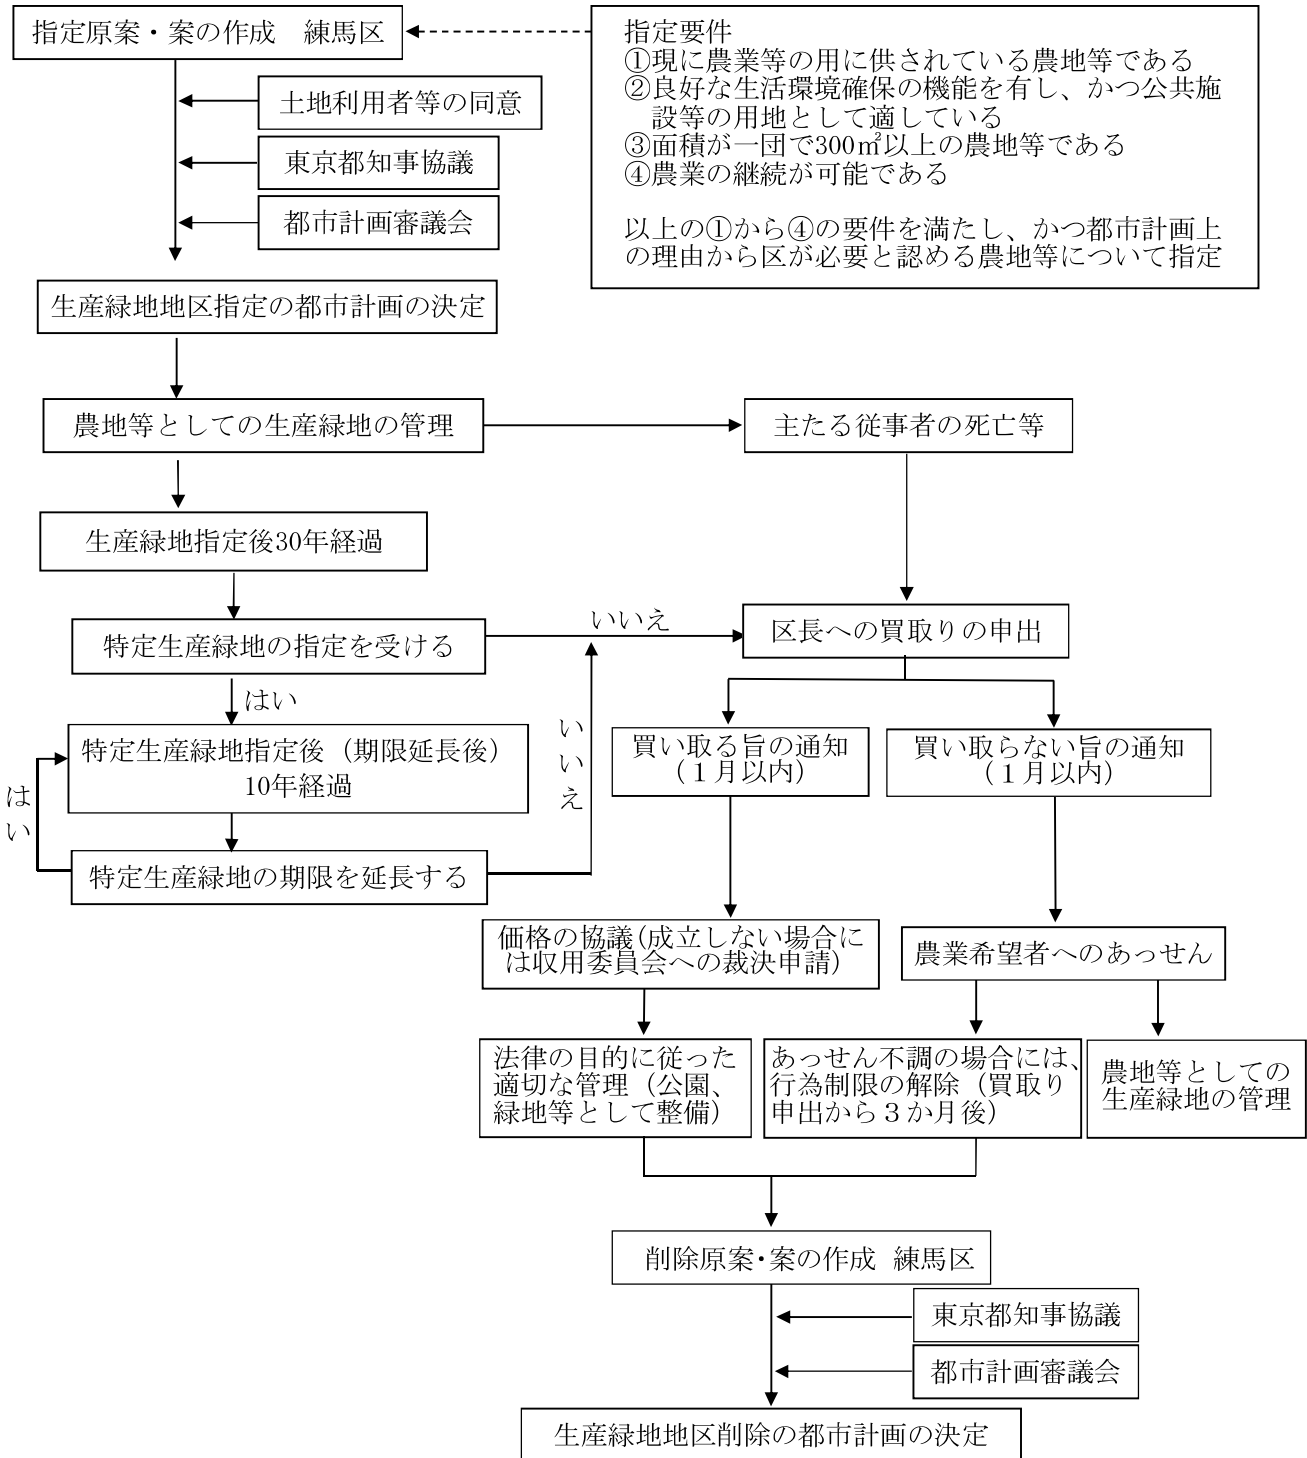 指定原案・案の作成　練馬区
指定要件
①現に農業等の用に供されている農地等である
②良好な生活環境確保の機能を有し、かつ公共施
設等の用地として適している
③面積が一団で300㎡以上の農地等である
④農業の継続が可能である
以上の①から④の要件を満たし、かつ都市計画上
の理由から区が必要と認める農地等について指定
土地利用者等の同意
東京都知事協議
都市計画審議会
生産緑地地区指定の都市計画の決定
農地等としての生産緑地の管理
主たる従事者の死亡等
生産緑地指定後30年経過
特定生産緑地の指定を受ける
いいえ
区長への買取りの申出
はい
特定生産緑地指定後（期限延長後）
10年経過
はい
いいえ
特定生産緑地の期限を延長する
買い取る旨の通知
（１月以内）
買い取らない旨の通知
（１月以内）
価格の協議(成立しない場合に
は収用委員会への裁決申請)
農業希望者へのあっせん
法律の目的に従った
適切な管理（公園、
緑地等として整備)
あっせん不調の場合には、
行為制限の解除（買取り
申出から３か月後）
農地等としての
生産緑地の管理
削除原案・案の作成　練馬区
東京都知事協議
都市計画審議会
生産緑地地区削除の都市計画の決定